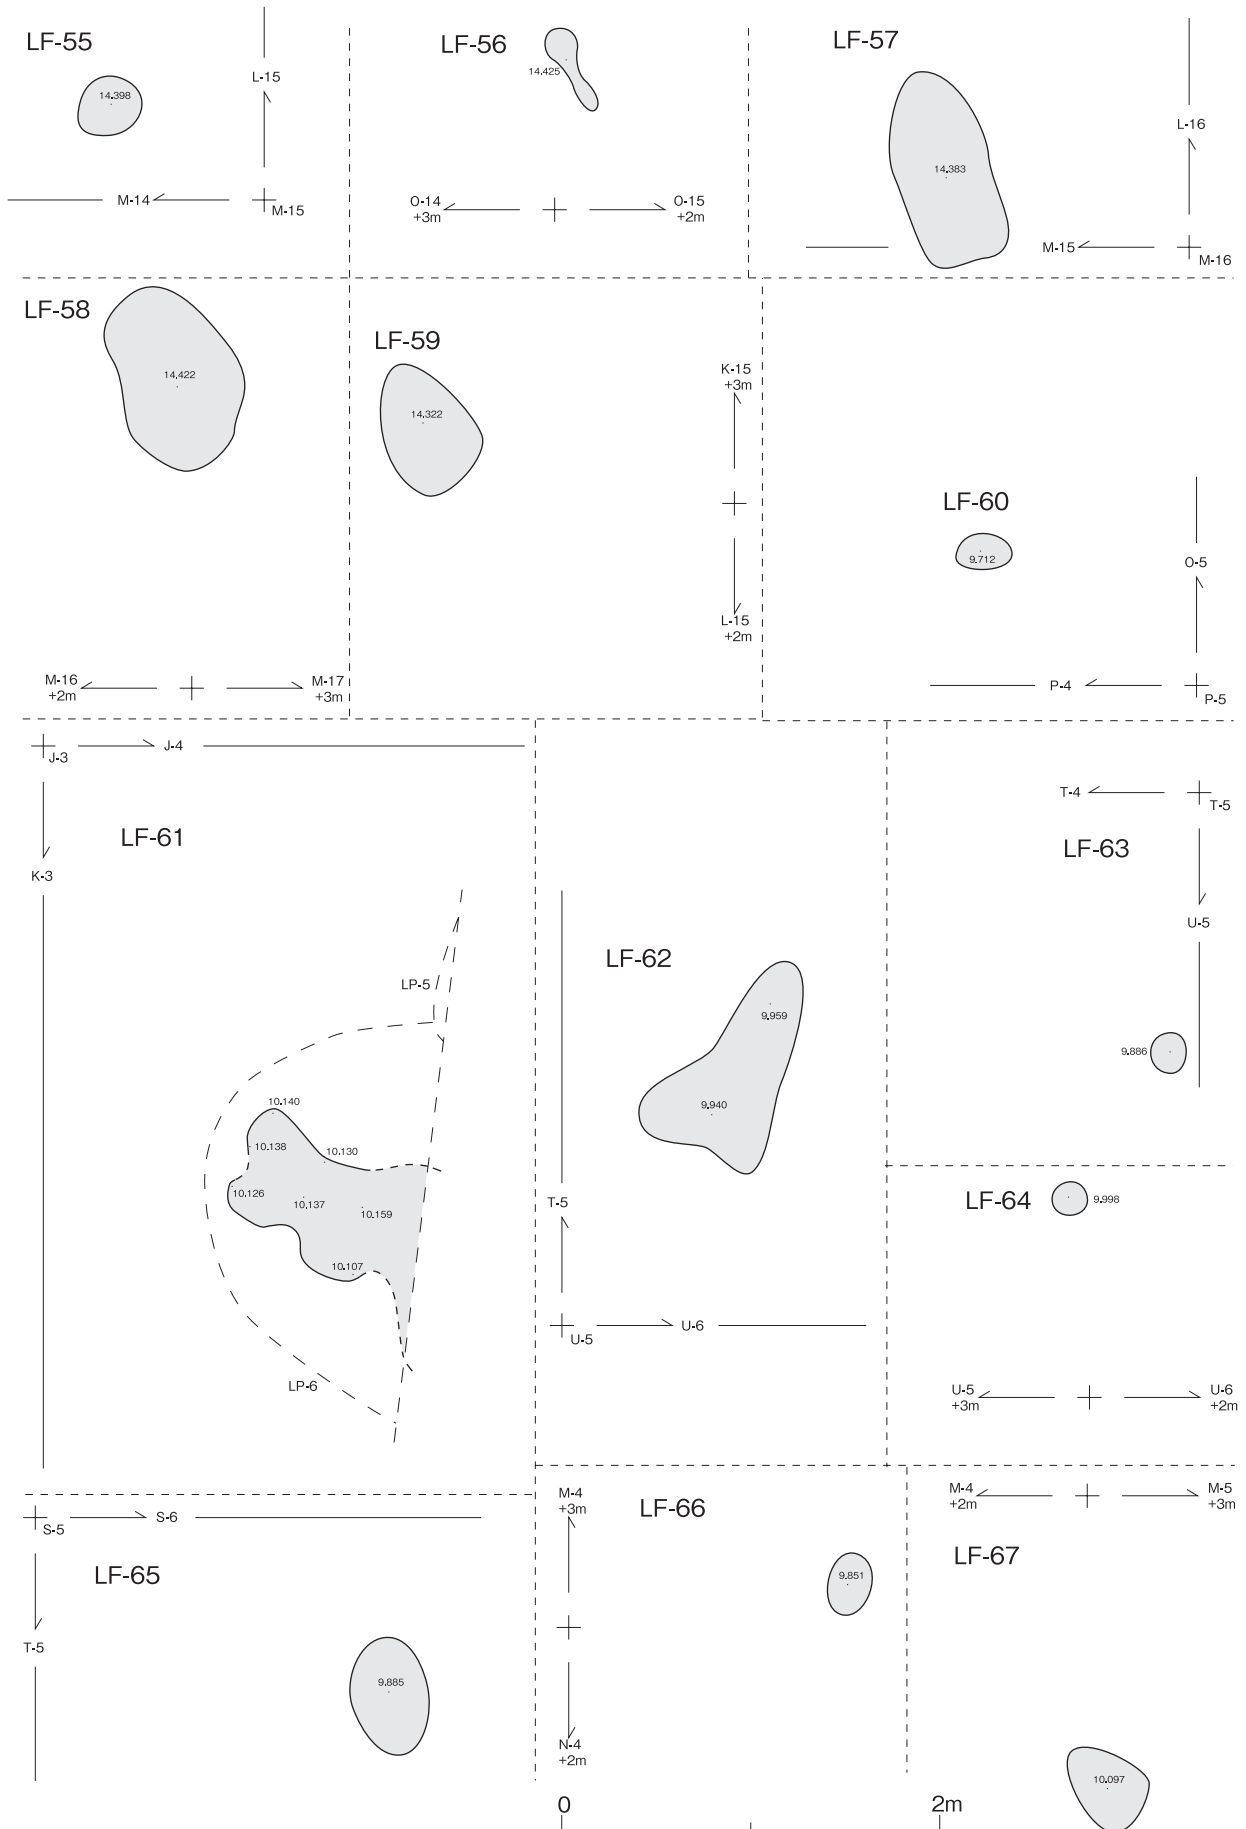 LF-55
14.398
L-15
M-14
M-15
LF-56
14.425
O-14
+3m
O-15
+2m
LF-57
14.383
L-16
M-15
M-16
LF-58
14.422
M-16
+2m
M-17
+3m
LF-59
14.322
K-15
+3m
L-15
+2m
LF-60
9.712
O-5
P-4
P-5
J-3
J-4
LF-61
K-3
LP-5
10.140
10.138
10.130
10.126
10.137
10.159
10.107
LP-6
LF-62
9.959
9.940
T-5
U-5
U-6
T-4
T-5
LF-63
U-5
9.886
LF-64
9.998
U-5
+3m
U-6
+2m
S-5
S-6
LF-65
T-5
9.885
M-4
+3m
LF-66
9.851
N-4
+2m
M-4
+2m
M-5
+3m
LF-67
10.097
0
2m